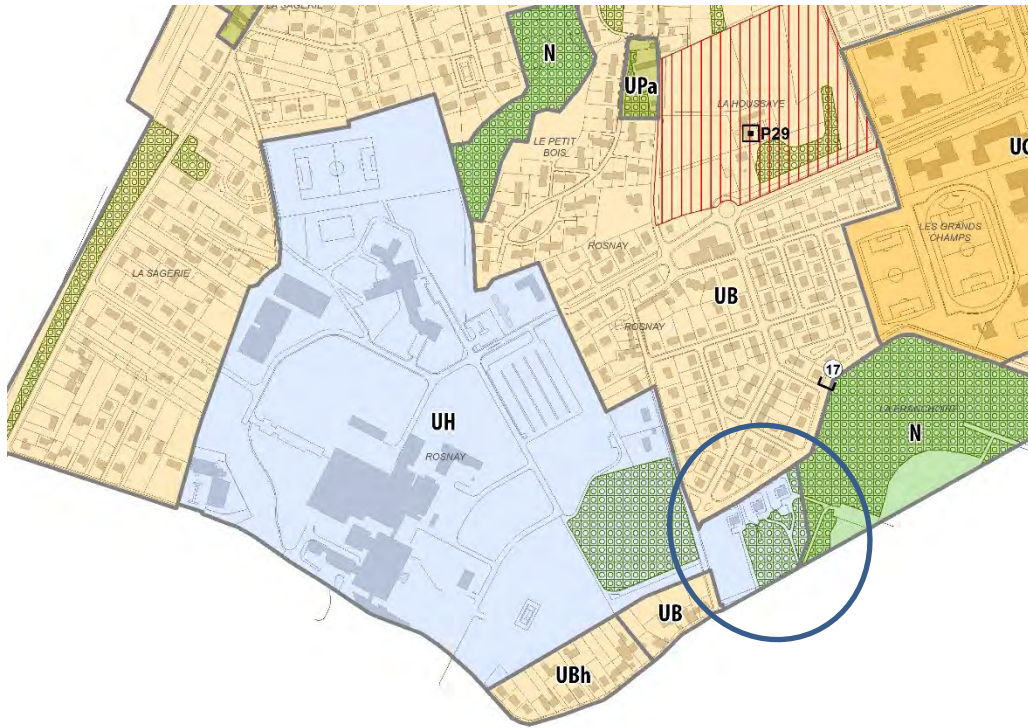 LA SAGERIE
N
UPa
LA HOUSSAYE
P29
LE PETIT
BOIS
LES GRANDS
CHAMPS
ROSNAY
LA SAGERIE
UB
ROSNAY
17
N
UH
ROSNAY
UB
UBh